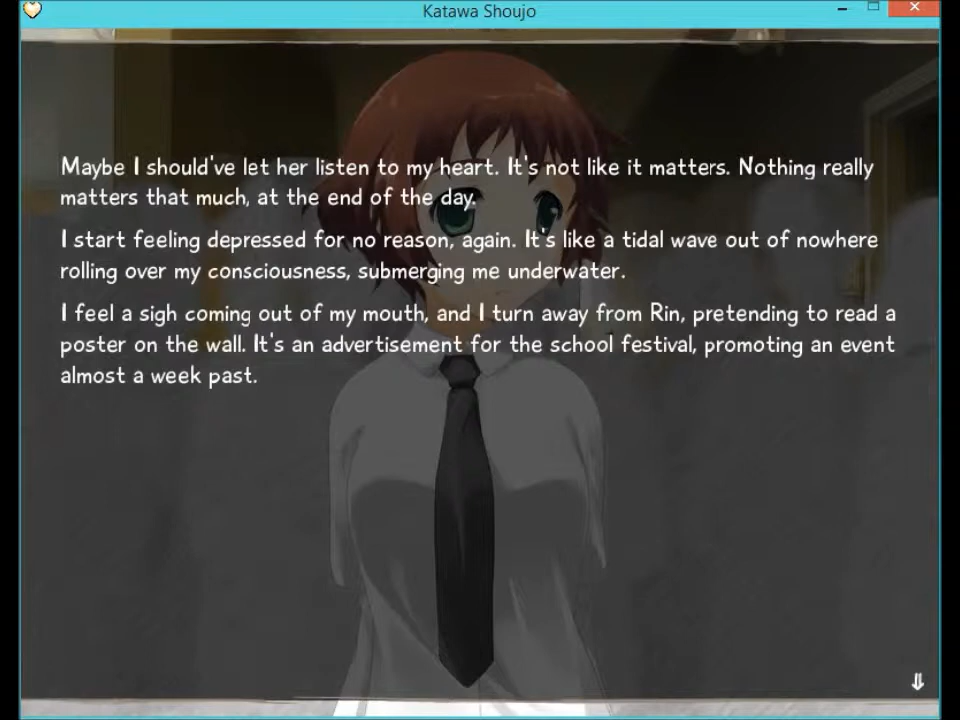 Katawa Shoujo
Maybe I should've let her listen to my heart. It's not like it matters. Nothing really
matters that much, at the end of the day.
I start feeling depressed for no reason, again. It's like a tidal wave out of nowhere
rolling over my consciousness, submerging me underwater.
I feel a sigh coming out of my mouth, and I turn away from Rin, pretending to read a
poster on the wall. It's an advertisement for the school festival, promoting an event
almost a week past.